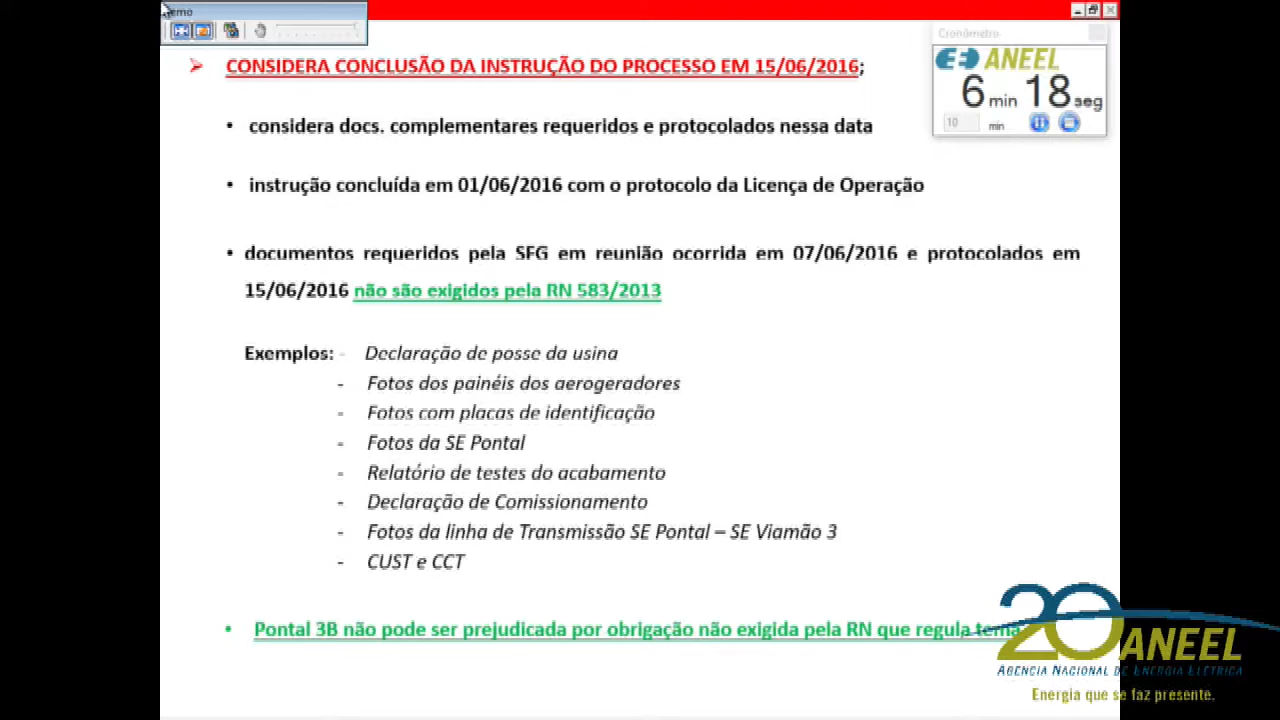 emo
Cronômetro
ANEEL
6 min 18 seg
10 min
CONSIDERA CONCLUSÃO DA INSTRUÇÃO DO PROCESSO EM 15/06/2016;
• considera docs. complementares requeridos e protocolados nessa data
• instrução concluída em 01/06/2016 com o protocolo da Licença de Operação
• documentos requeridos pela SFG em reunião ocorrida em 07/06/2016 e protocolados em
15/06/2016 não são exigidos pela RN 583/2013
Exemplos: - Declaração de posse da usina
- Fotos dos painéis dos aerogeradores
- Fotos com placas de identificação
- Fotos da SE Pontal
- Relatório de testes do acabamento
- Declaração de Comissionamento
- Fotos da linha de Transmissão SE Pontal – SE Viamão 3
- CUST e CCT
• Pontal 3B não pode ser prejudicada por obrigação não exigida pela RN que regula tema
20 ANEEL
AGÊNCIA NACIONAL DE ENERGIA ELÉTRICA
Energia que se faz presente.